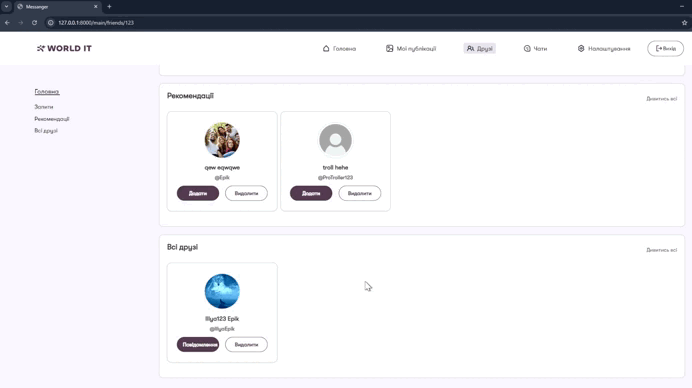 Messenger
127.0.0.1:8000/main/friends/123
WORLD IT
Головна
Мої публікації
Друзі
Чати
Налаштування
Вихід
Головна
Запити
Рекомендації
Всі друзі
Рекомендації
Дивитись всі
qew eqwqwe
@Epik
Додати
Видалити
troll hehe
@ProTroller123
Додати
Видалити
Всі друзі
Дивитись всі
Illya123 Epik
@IllyaEpik
Повідомлення
Видалити